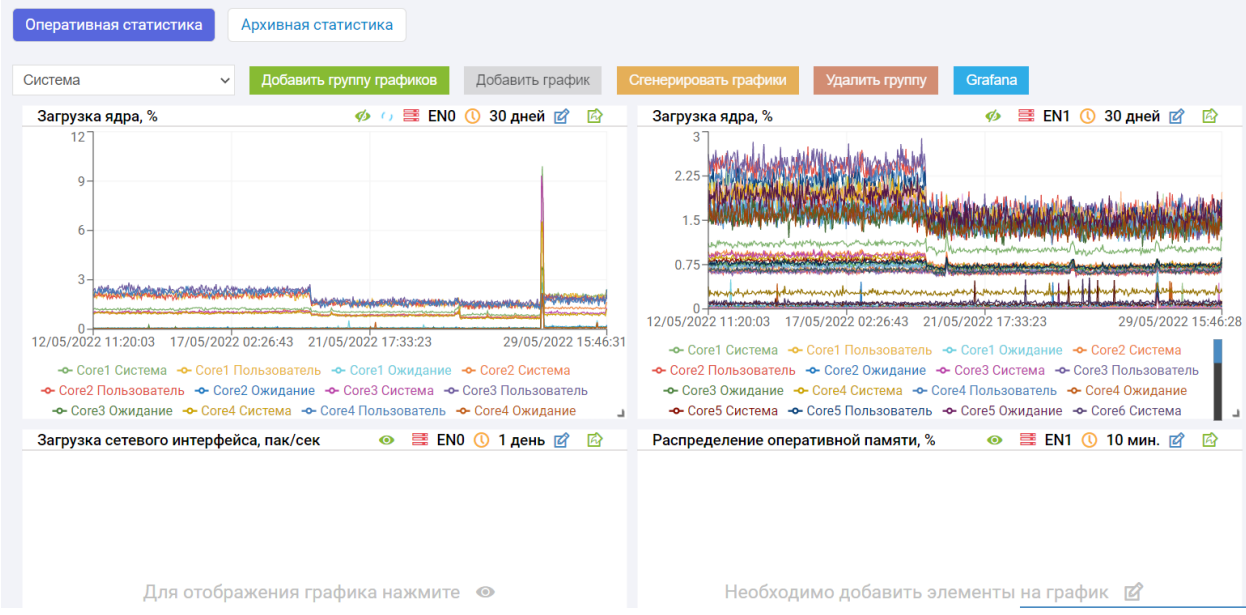 Оперативная статистика Архивная статистика
Система Добавить группу графиков Добавить график Сгенерировать графики Удалить группу Grafana
Загрузка ядра, % EN0 30 дней
12
9
6
3
0
12/05/2022 11:20:03 17/05/2022 02:26:43 21/05/2022 17:33:23 29/05/2022 15:46:31
Core1 Система Core1 Пользователь Core1 Ожидание Core2 Система
Core2 Пользователь Core2 Ожидание Core3 Система Core3 Пользователь
Core3 Ожидание Core4 Система Core4 Пользователь Core4 Ожидание
Загрузка ядра, % EN1 30 дней
3
2.25
1.5
0.75
0
12/05/2022 11:20:03 17/05/2022 02:26:43 21/05/2022 17:33:23 29/05/2022 15:46:28
Core1 Система Core1 Пользователь Core1 Ожидание Core2 Система
Core2 Пользователь Core2 Ожидание Core3 Система Core3 Пользователь
Core3 Ожидание Core4 Система Core4 Пользователь Core4 Ожидание
Core5 Система Core5 Пользователь Core5 Ожидание Core6 Система
Загрузка сетевого интерфейса, пак/сек EN0 1 день
Для отображения графика нажмите
Распределение оперативной памяти, % EN1 10 мин.
Необходимо добавить элементы на график